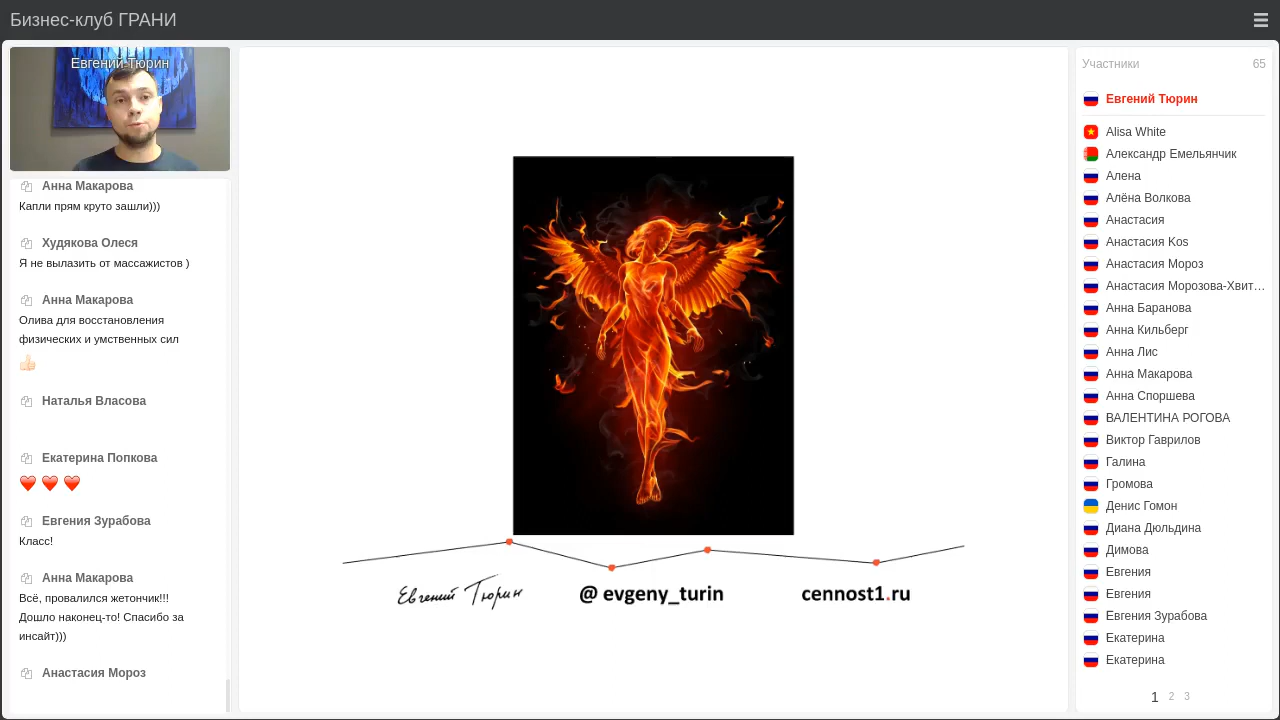 Бизнес-клуб ГРАНИ
Евгений Тюрин
Анна Макарова
Капли прям круто зашли)))
Худякова Олеся
Я не вылазить от массажистов )
Анна Макарова
Олива для восстановления
физических и умственных сил
Наталья Власова
Екатерина Попкова
Евгения Зурабова
Класс!
Анна Макарова
Всё, провалился жетончик!!!
Дошло наконец-то! Спасибо за
инсайт)))
Анастасия Мороз
Евгений Тюрин
@ evgeny_turin
cennost1.ru
Участники 65
Евгений Тюрин
Alisa White
Александр Емельянчик
Алена
Алёна Волкова
Анастасия
Анастасия Kos
Анастасия Мороз
Анастасия Морозова-Хвит...
Анна Баранова
Анна Кильберг
Анна Лис
Анна Макарова
Анна Споршева
ВАЛЕНТИНА РОГОВА
Виктор Гаврилов
Галина
Громова
Денис Гомон
Диана Дюльдина
Димова
Евгения
Евгения
Евгения Зурабова
Екатерина
Екатерина
1 2 3